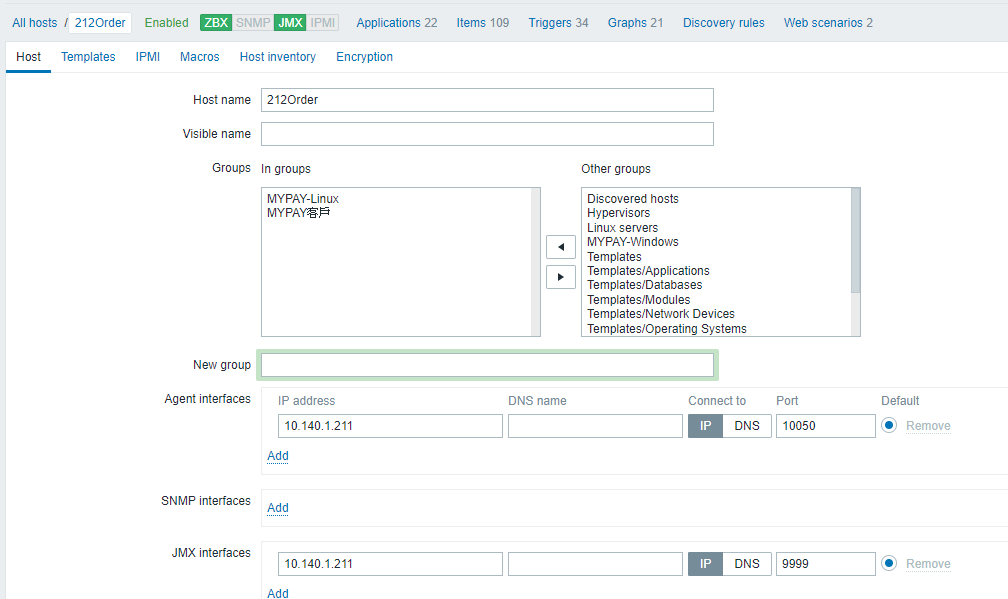 All hosts / 212Order Enabled ZBX SNMP JMX IPMI Applications 22 Items 109 Triggers 34 Graphs 21 Discovery rules Web scenarios 2
Host Templates IPMI Macros Host inventory Encryption
Host name 212Order
Visible name
Groups In groups Other groups
MYPAY-Linux
MYPAY客戶
Discovered hosts
Hypervisors
Linux servers
MYPAY-Windows
Templates
Templates/Applications
Templates/Databases
Templates/Modules
Templates/Network Devices
Templates/Operating Systems
New group
Agent interfaces IP address DNS name Connect to Port Default
10.140.1.211 IP DNS 10050 Remove
Add
SNMP interfaces Add
JMX interfaces 10.140.1.211 IP DNS 9999 Remove
Add